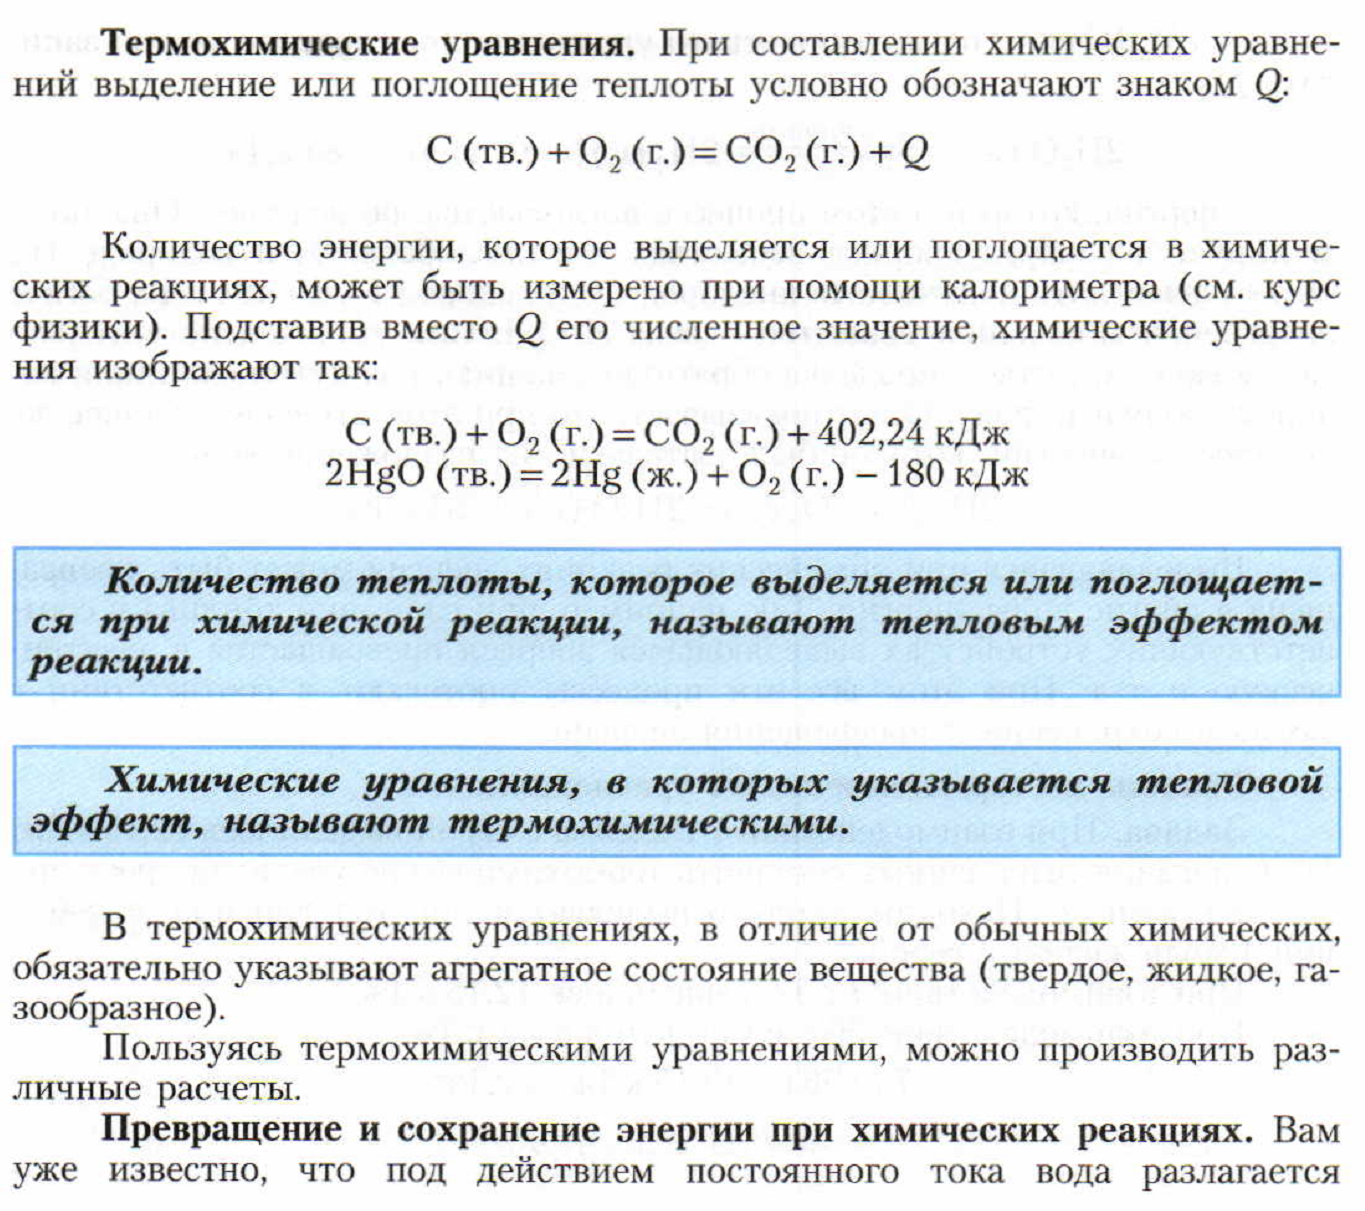 Термохимические уравнения. При составлении химических уравне-
ний выделение или поглощение теплоты условно обозначают знаком Q:
C (тв.) + O₂ (г.) = CO₂ (г.) + Q
Количество энергии, которое выделяется или поглощается в химиче-
ских реакциях, может быть измерено при помощи калориметра (см. курс
физики). Подставив вместо Q его численное значение, химические уравне-
ния изображают так:
C (тв.) + O₂ (г.) = CO₂ (г.) + 402,24 кДж
2HgO (тв.) = 2Hg (ж.) + O₂ (г.) – 180 кДж
Количество теплоты, которое выделяется или поглощает-
ся при химической реакции, называют тепловым эффектом
реакции.
Химические уравнения, в которых указывается тепловой
эффект, называют термохимическими.
В термохимических уравнениях, в отличие от обычных химических,
обязательно указывают агрегатное состояние вещества (твердое, жидкое, га-
зообразное).
Пользуясь термохимическими уравнениями, можно производить раз-
личные расчеты.
Превращение и сохранение энергии при химических реакциях. Вам
уже известно, что под действием постоянного тока вода разлагается